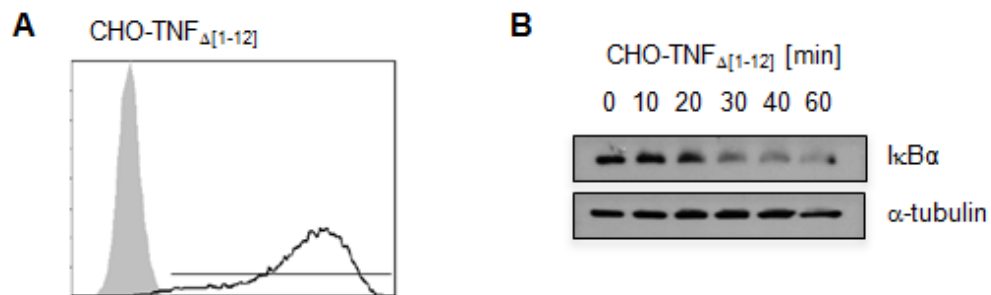 A
CHO-TNFΔ[1-12]
B
CHO-TNFΔ[1-12] [min]
0 10 20 30 40 60
IκBα
α-tubulin